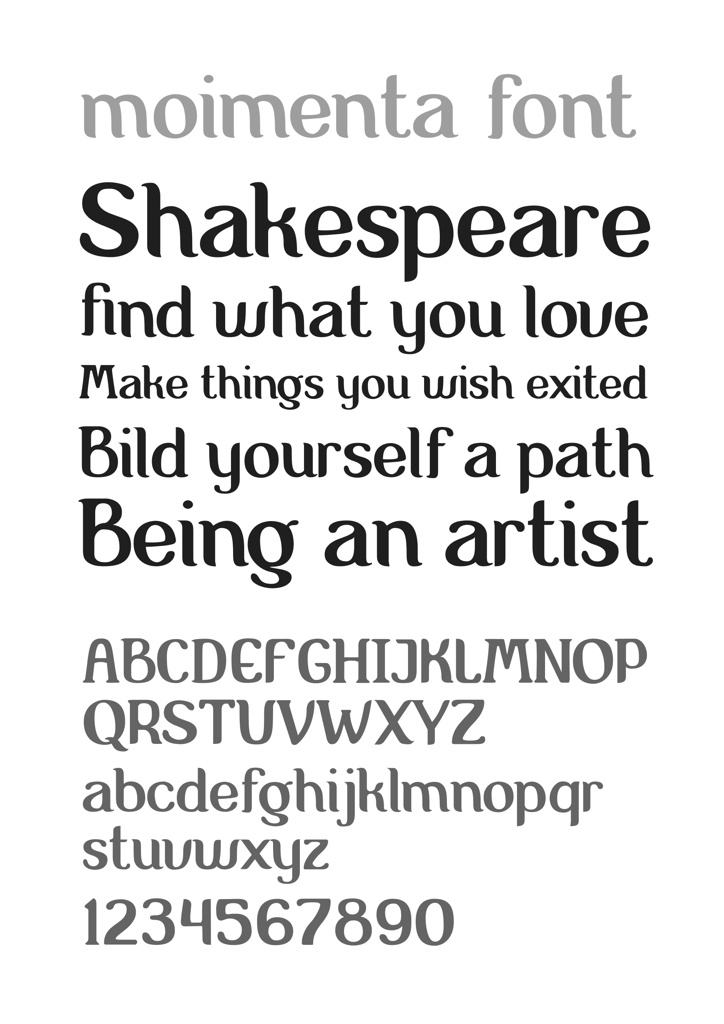 moimenta font
Shakespeare
find what you love
Make things you wish exited
Bild yourself a path
Being an artist
ABCDEFGHIJKLMNOP
QRSTUVWXYZ
abcdefghijklmnopqr
stuvwxyz
1234567890